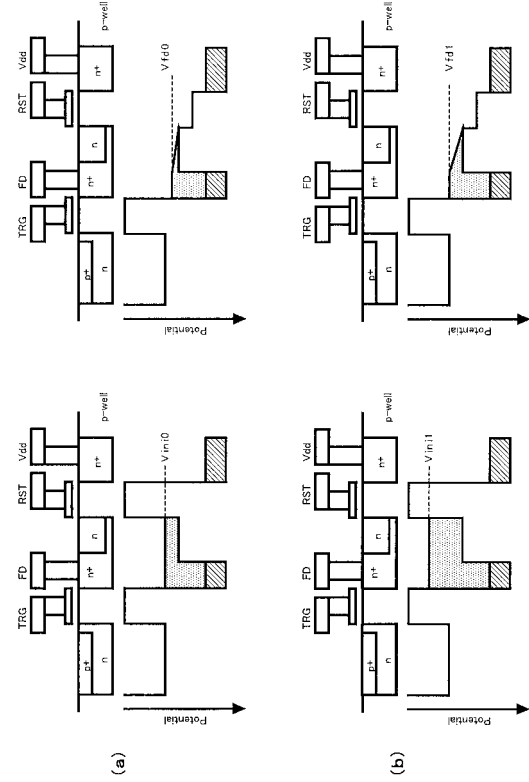 (a)
TRG FD RST Vdd
p+ n n+ n n+ p-well
Vini0
Potential
TRG FD RST Vdd
p+ n n+ n n+ p-well
Vfd0
Potential
(b)
TRG FD RST Vdd
p+ n n+ n n+ p-well
Vini1
Potential
TRG FD RST Vdd
p+ n n+ n n+ p-well
Vfd1
Potential